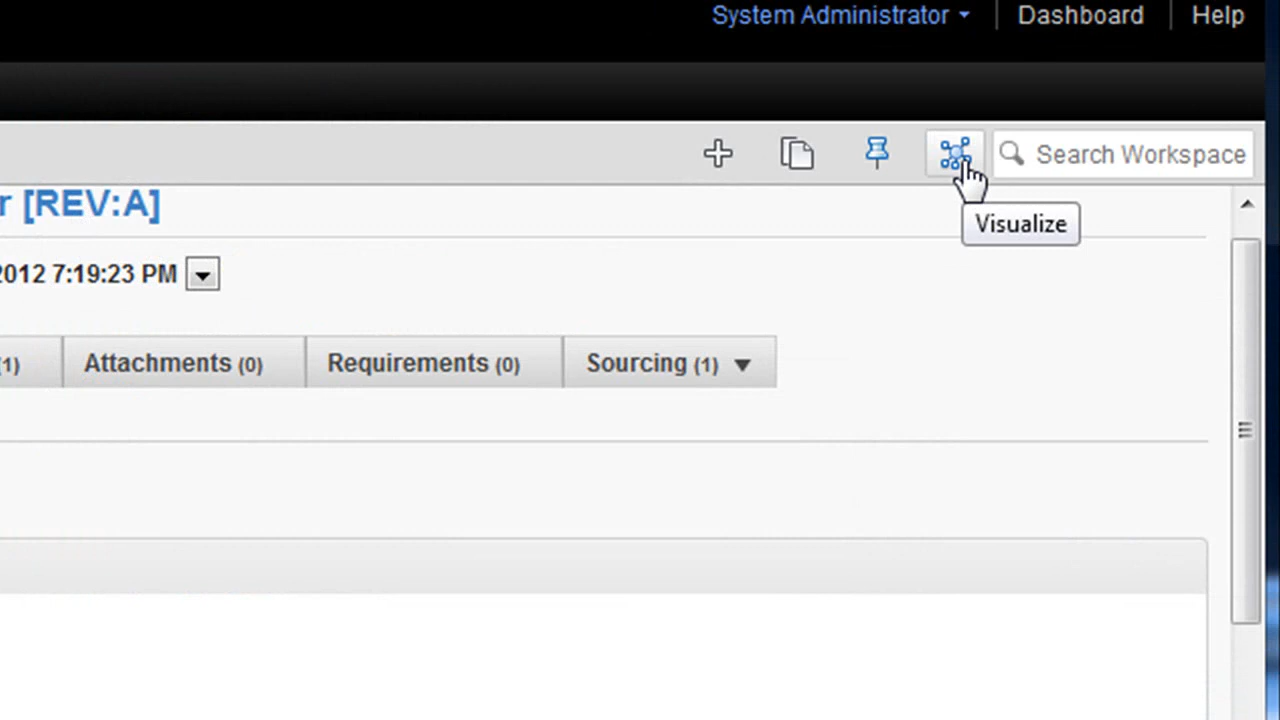 System Administrator Dashboard Help
Search Workspace
r [REV:A]
Visualize
2012 7:19:23 PM
(1) Attachments (0) Requirements (0) Sourcing (1)